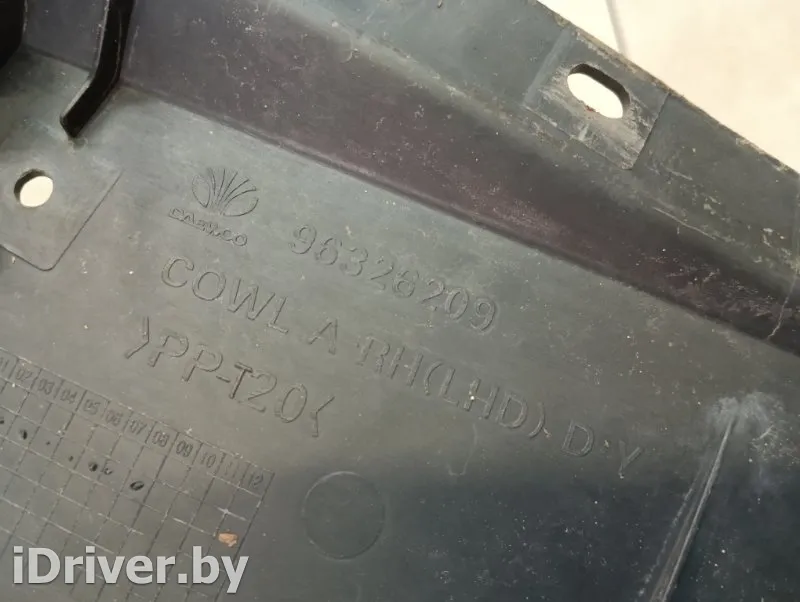 DAEWOO
96326209
COWL A RH(LHD) D·Y
>PP-T20<
01 02 03 04 05 06 07 08 09 10 11 12
iDriver.by